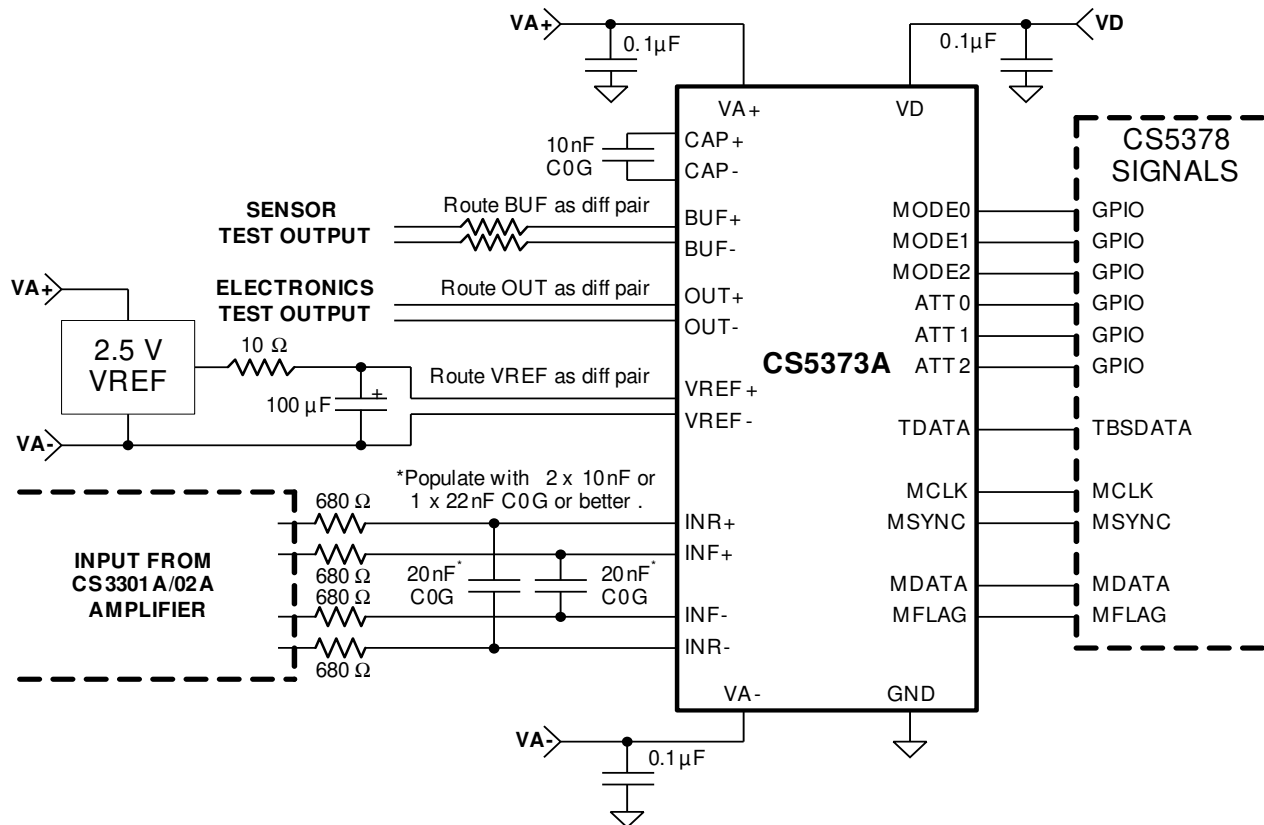 VA+
0.1µF
0.1µF
VD
VA+
VD
CAP+
10nF
C0G
CAP-
CS5378
SIGNALS
SENSOR
TEST OUTPUT
Route BUF as diff pair
BUF+
BUF-
MODE0
GPIO
MODE1
GPIO
MODE2
GPIO
VA+
ELECTRONICS
TEST OUTPUT
Route OUT as diff pair
OUT+
OUT-
ATT0
GPIO
ATT1
GPIO
2.5 V
VREF
10 Ω
CS5373A
ATT2
GPIO
Route VREF as diff pair
VREF+
100 µF
+
VREF-
VA-
TDATA
TBSDATA
*Populate with 2 x 10nF or
1 x 22nF C0G or better .
MCLK
MCLK
680 Ω
INR+
MSYNC
MSYNC
INPUT FROM
CS3301A/02A
AMPLIFIER
INF+
680 Ω
20nF*
C0G
20nF*
C0G
MDATA
MDATA
680 Ω
INF-
MFLAG
MFLAG
INR-
680 Ω
VA-
GND
VA-
0.1µF